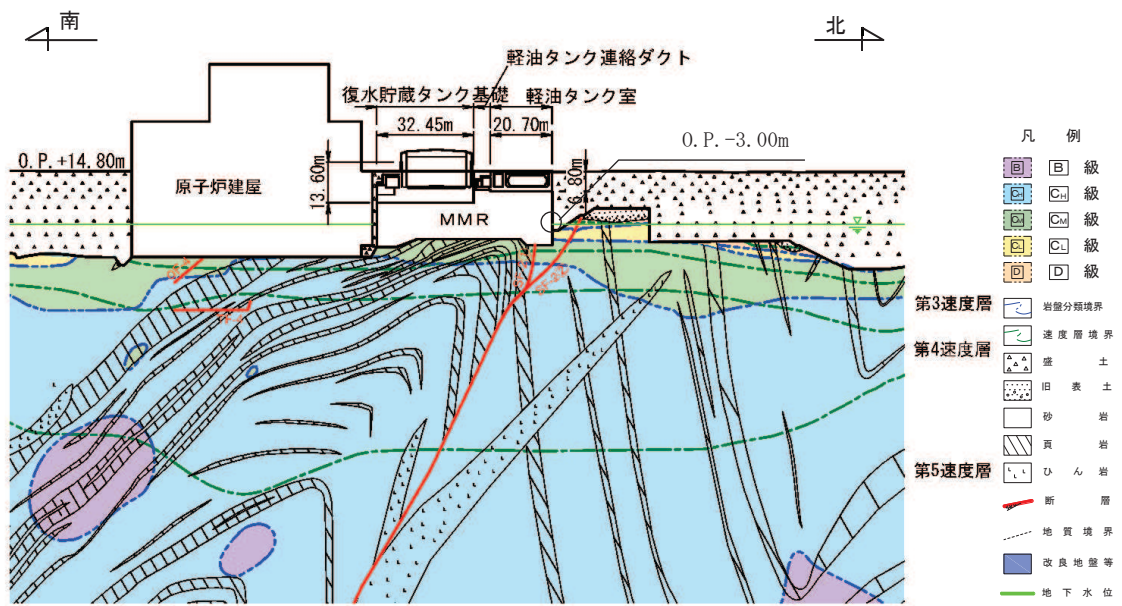 南
北
軽油タンク連絡ダクト
復水貯蔵タンク基礎
軽油タンク室
32.45m
20.70m
O.P.-3.00m
O.P.+14.80m
13.60m
6.80m
原子炉建屋
MMR
第3速度層
第4速度層
第5速度層
凡 例
B B 級
CH CH 級
CM CM 級
CL CL 級
D D 級
岩盤分類境界
速度層境界
盛土
旧表土
砂岩
頁岩
ひん岩
断層
地質境界
改良地盤等
地下水位